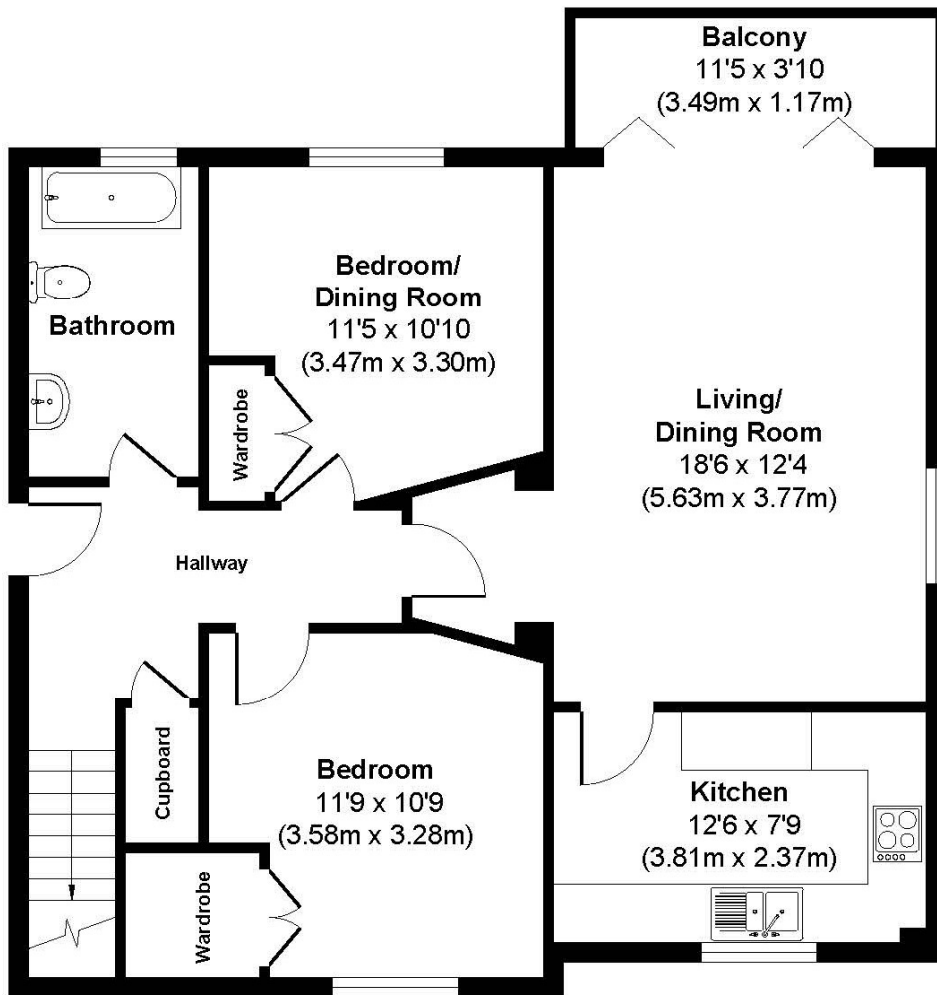 Balcony
11'5 x 3'10
(3.49m x 1.17m)
Bedroom/
Dining Room
11'5 x 10'10
(3.47m x 3.30m)
Bathroom
Wardrobe
Living/
Dining Room
18'6 x 12'4
(5.63m x 3.77m)
Hallway
Cupboard
Bedroom
11'9 x 10'9
(3.58m x 3.28m)
Kitchen
12'6 x 7'9
(3.81m x 2.37m)
Wardrobe